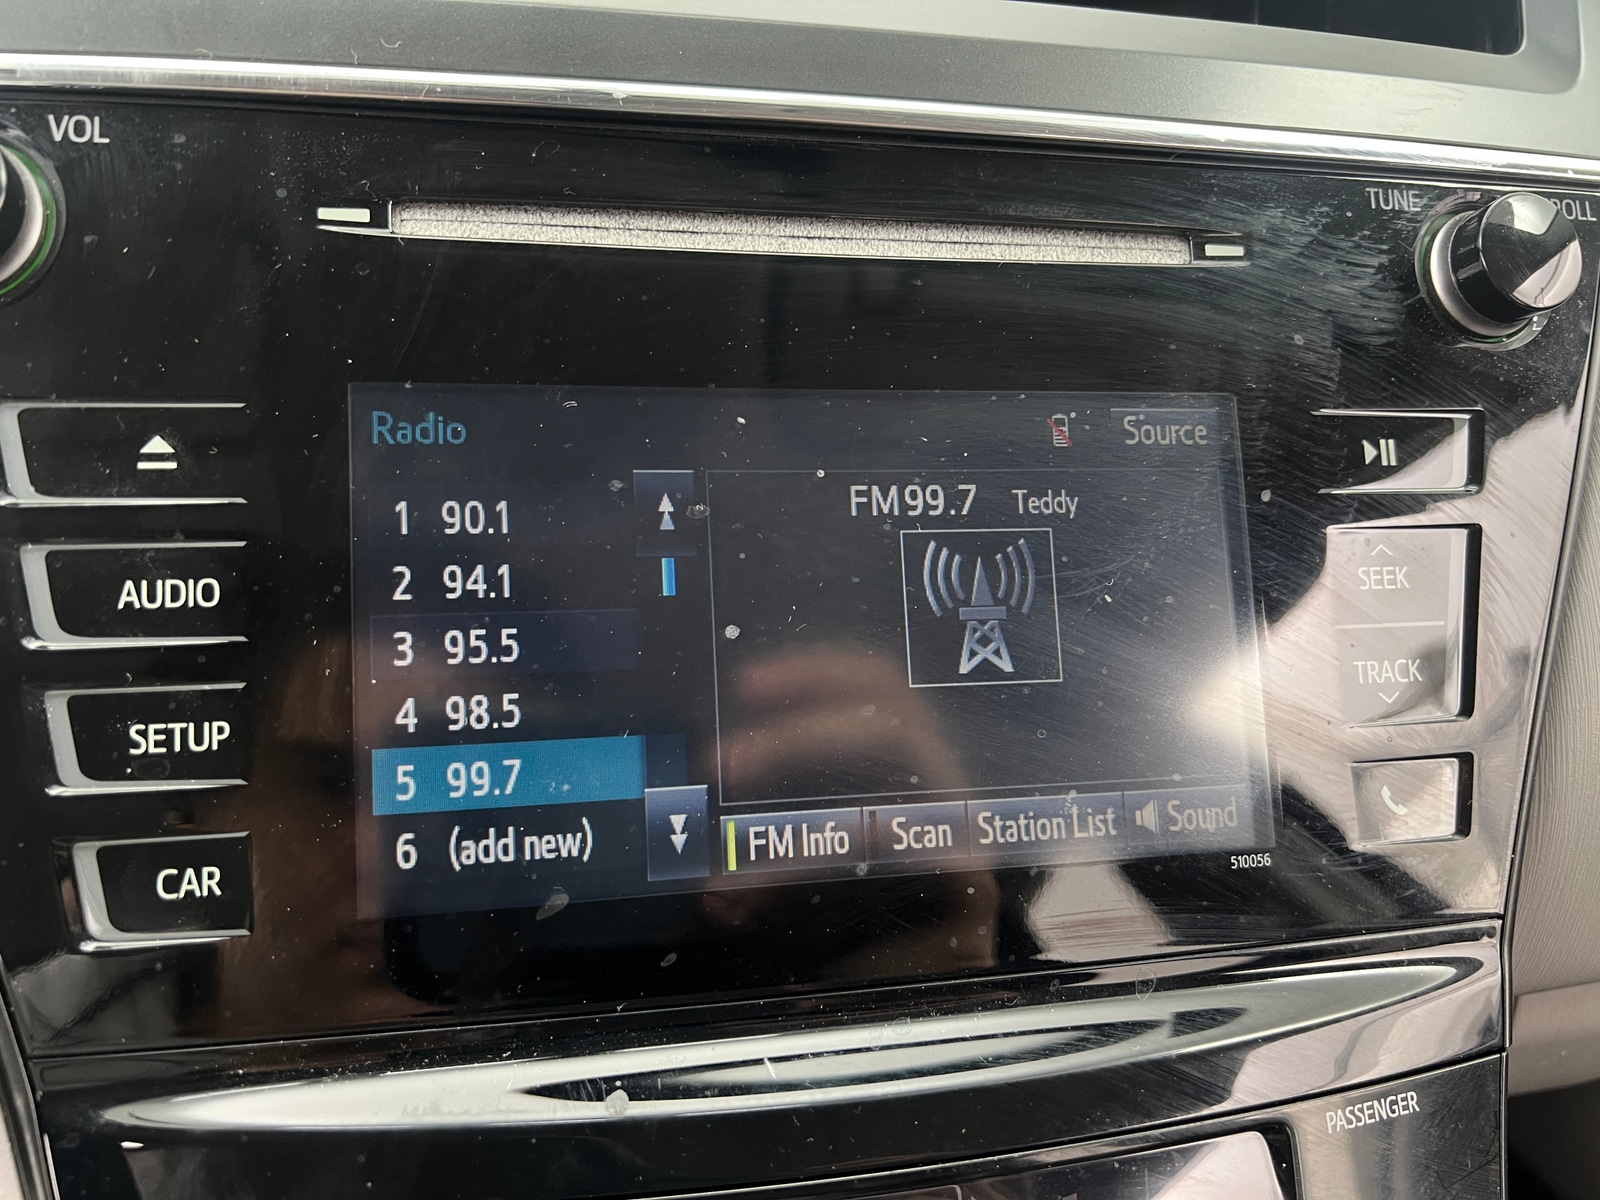 VOL
TUNE
Radio
Source
1 90.1
2 94.1
3 95.5
4 98.5
5 99.7
6 (add new)
FM99.7 Teddy
FM Info
Scan
Station List
Sound
510056
AUDIO
SETUP
CAR
SEEK
TRACK
PASSENGER